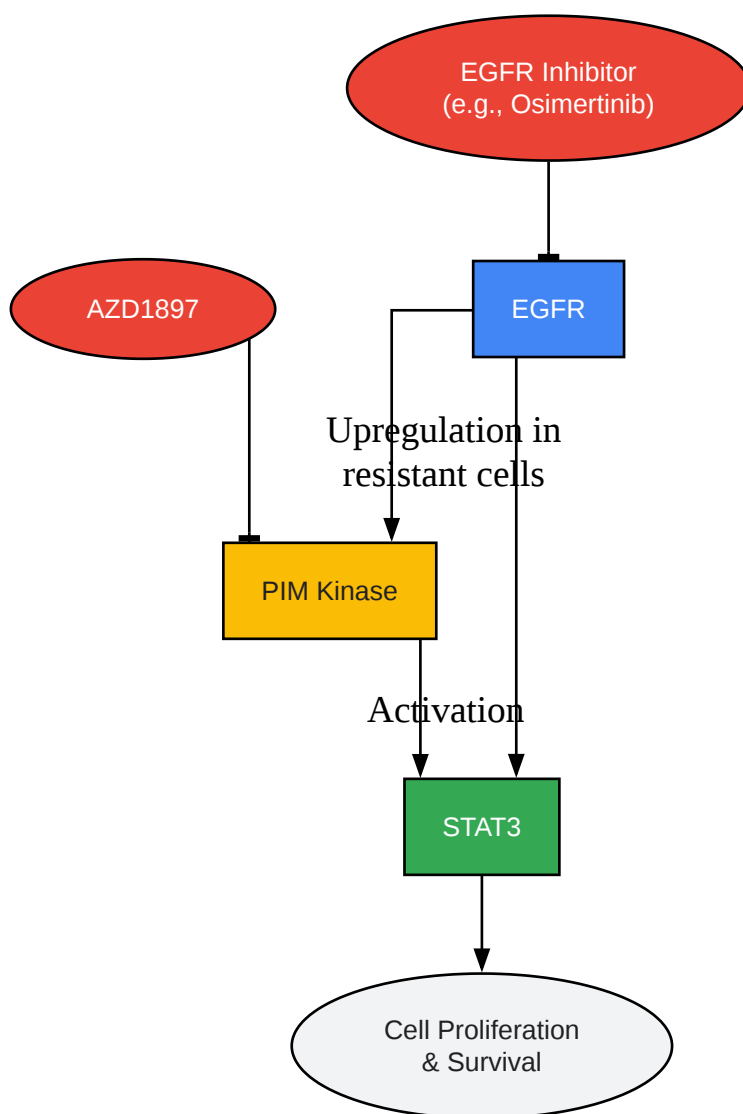 EGFR Inhibitor
(e.g., Osimertinib)
AZD1897
EGFR
Upregulation in
resistant cells
PIM Kinase
Activation
STAT3
Cell Proliferation
& Survival